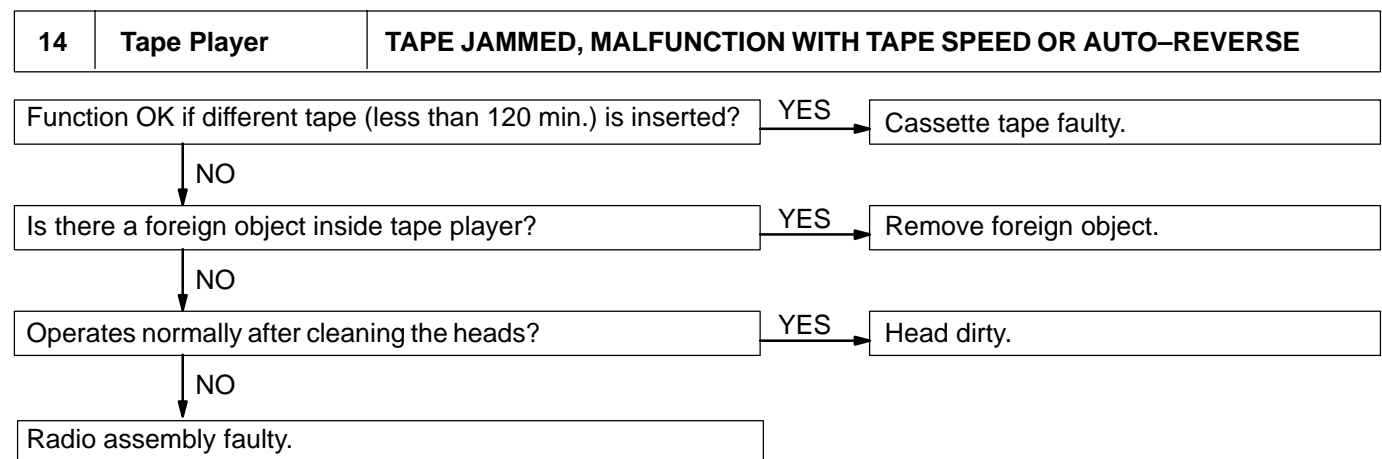 14 Tape Player TAPE JAMMED, MALFUNCTION WITH TAPE SPEED OR AUTO–REVERSE
Function OK if different tape (less than 120 min.) is inserted? YES Cassette tape faulty.
NO
Is there a foreign object inside tape player? YES Remove foreign object.
NO
Operates normally after cleaning the heads? YES Head dirty.
NO
Radio assembly faulty.